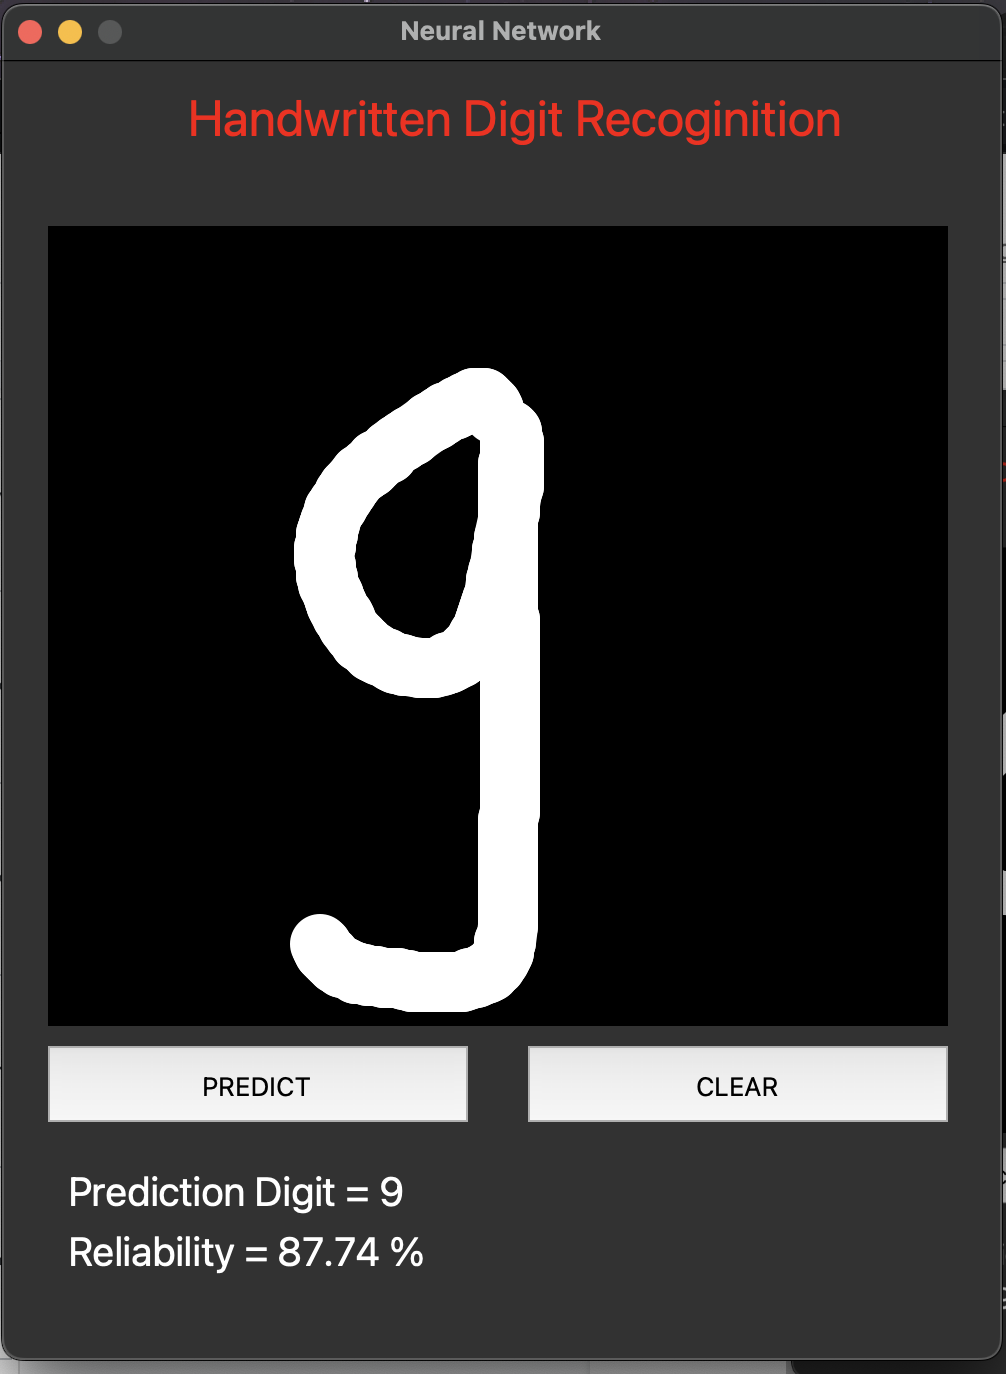 Neural Network
Handwritten Digit Recoginition
9
PREDICT CLEAR
Prediction Digit = 9
Reliability = 87.74 %